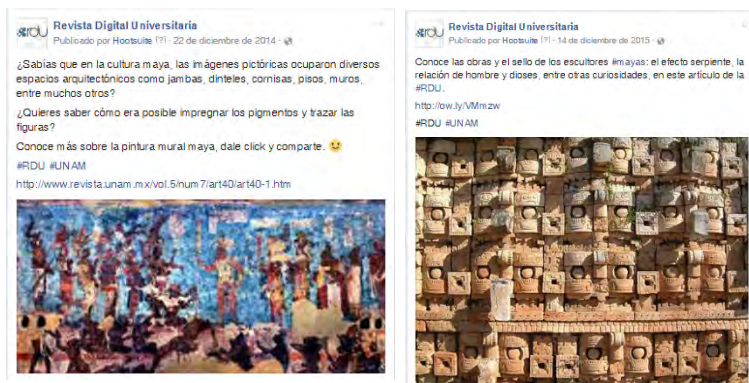 rdu
Revista Digital Universitaria
Publicado por Hootsuite [?] · 22 de diciembre de 2014 ·
¿Sabías que en la cultura maya, las imágenes pictóricas ocuparon diversos
espacios arquitectónicos como jambas, dinteles, cornisas, pisos, muros,
entre muchos otros?
¿Quieres saber cómo era posible impregnar los pigmentos y trazar las
figuras?
Conoce más sobre la pintura mural maya, dale click y comparte. 🙂
#RDU #UNAM
http://www.revista.unam.mx/vol.5/num7/art40/art40-1.htm
rdu
Revista Digital Universitaria
Publicado por Hootsuite [?] · 14 de diciembre de 2015 ·
Conoce las obras y el sello de los escultores #mayas: el efecto serpiente, la
relación de hombre y dioses, entre otras curiosidades, en este artículo de la
#RDU.
http://ow.ly/VMmzw
#RDU #UNAM